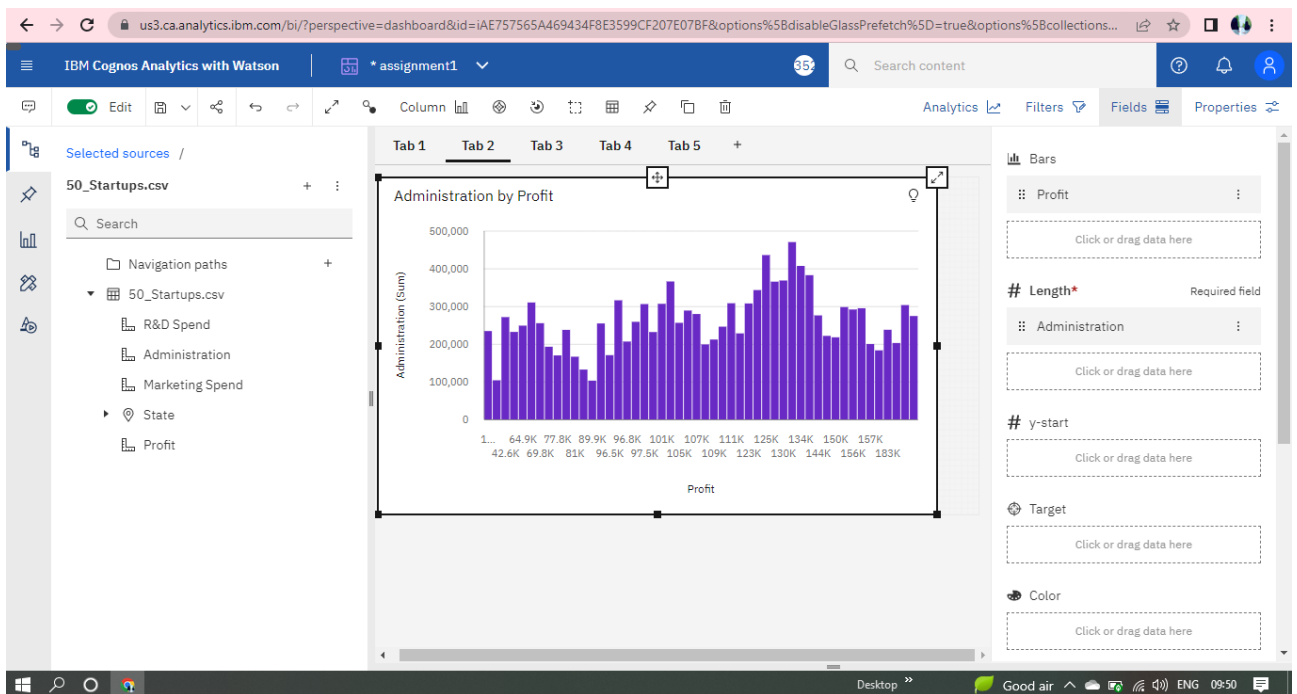 us3.ca.analytics.ibm.com/bi/?perspective=dashboard&id=iAE757565A469434F8E3599CF207E07BF&options%5BdisableGlassPrefetch%5D=true&options%5Bcollections...
IBM Cognos Analytics with Watson
* assignment1
Search content
Edit
Column
Analytics
Filters
Fields
Properties
Selected sources /
50_Startups.csv
Search
Navigation paths
50_Startups.csv
R&D Spend
Administration
Marketing Spend
State
Profit
Tab 1 Tab 2 Tab 3 Tab 4 Tab 5 +
Administration by Profit
Administration (Sum)
500,000
400,000
300,000
200,000
100,000
0
1... 64.9K 77.8K 89.9K 96.8K 101K 107K 111K 125K 134K 150K 157K
42.6K 69.8K 81K 96.5K 97.5K 105K 109K 123K 130K 144K 156K 183K
Profit
Bars
Profit
Click or drag data here
# Length* Required field
Administration
Click or drag data here
# y-start
Click or drag data here
Target
Click or drag data here
Color
Click or drag data here
Desktop »
Good air
ENG 09:50